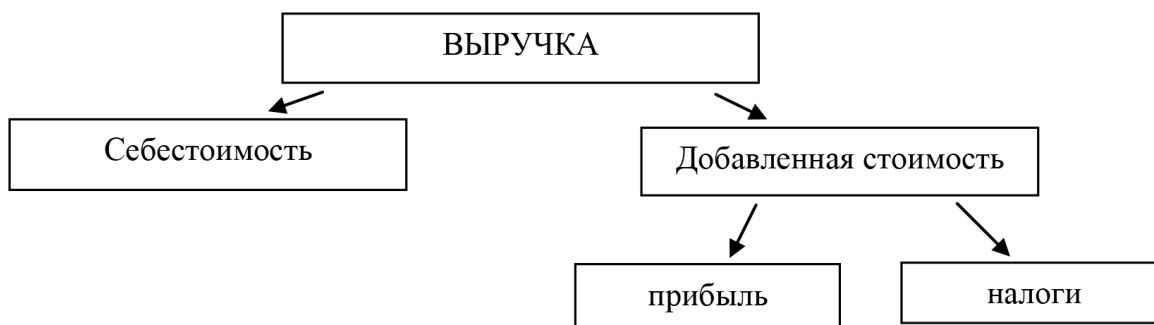 ВЫРУЧКА
Себестоимость
Добавленная стоимость
прибыль
налоги